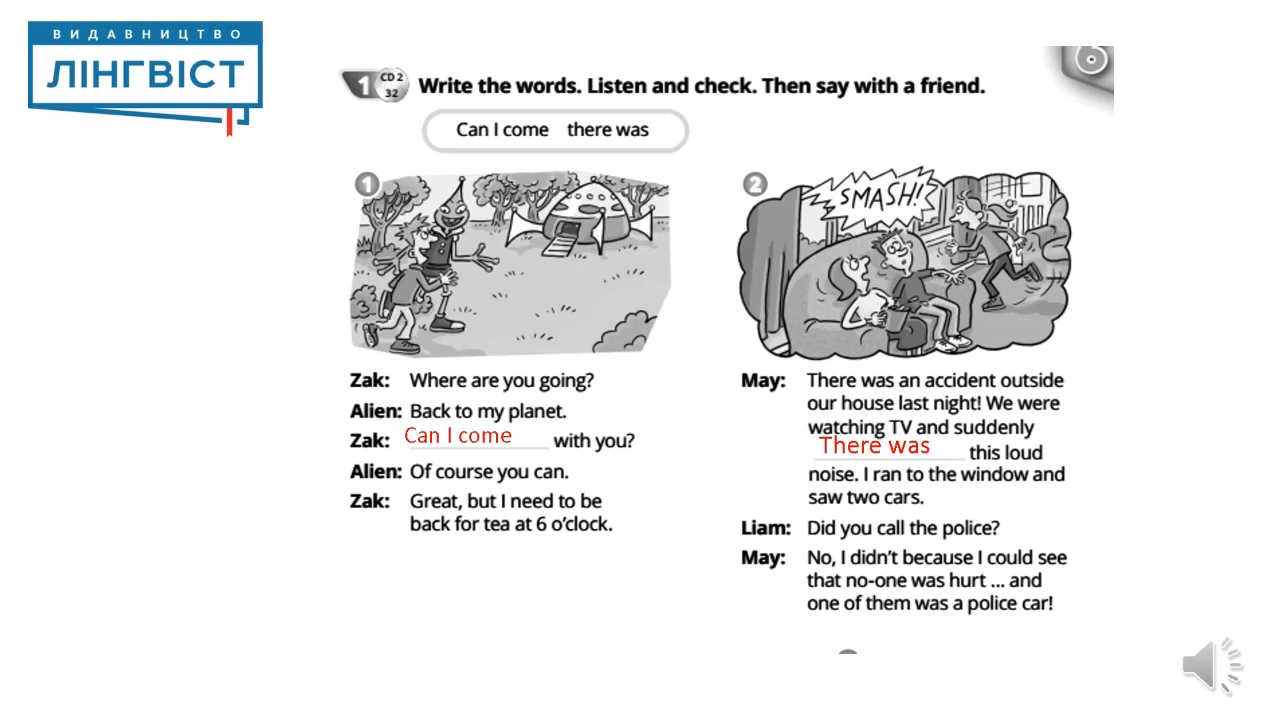 ВИДАВНИЦТВО
ЛІНГВІСТ
1 CD 2 32 Write the words. Listen and check. Then say with a friend.
Can I come there was
1
2
SMASH!
Zak: Where are you going?
Alien: Back to my planet.
Zak: Can I come with you?
Alien: Of course you can.
Zak: Great, but I need to be
back for tea at 6 o'clock.
May: There was an accident outside
our house last night! We were
watching TV and suddenly
There was this loud
noise. I ran to the window and
saw two cars.
Liam: Did you call the police?
May: No, I didn't because I could see
that no-one was hurt ... and
one of them was a police car!